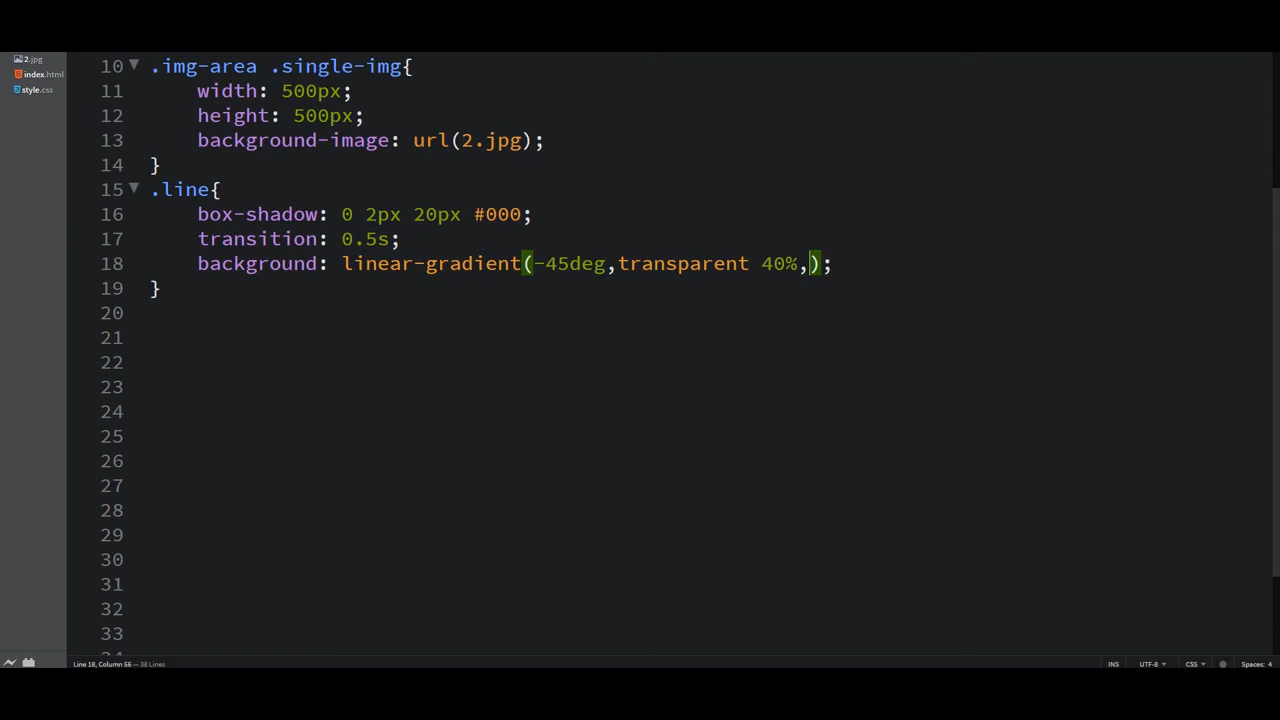 2.jpg
index.html
style.css
10 .img-area .single-img{
11 width: 500px;
12 height: 500px;
13 background-image: url(2.jpg);
14 }
15 .line{
16 box-shadow: 0 2px 20px #000;
17 transition: 0.5s;
18 background: linear-gradient(-45deg,transparent 40%,);
19 }
20
21
22
23
24
25
26
27
28
29
30
31
32
33
Line 18, Column 56 — 38 Lines INS UTF-8 CSS Spaces: 4